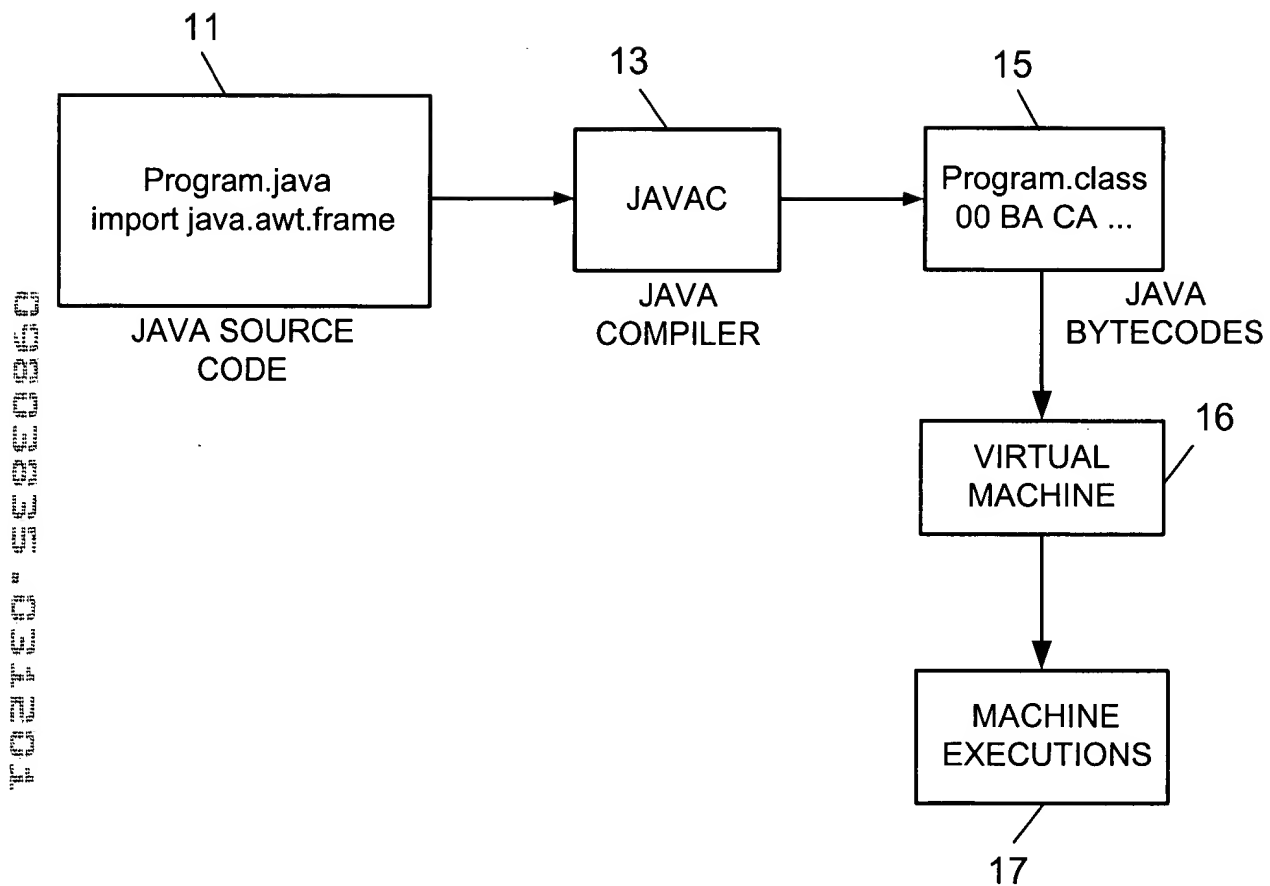 11
13
15
Program.java
import java.awt.frame
JAVAC
Program.class
00 BA CA ...
JAVA SOURCE
CODE
JAVA
COMPILER
JAVA
BYTECODES
16
VIRTUAL
MACHINE
MACHINE
EXECUTIONS
17